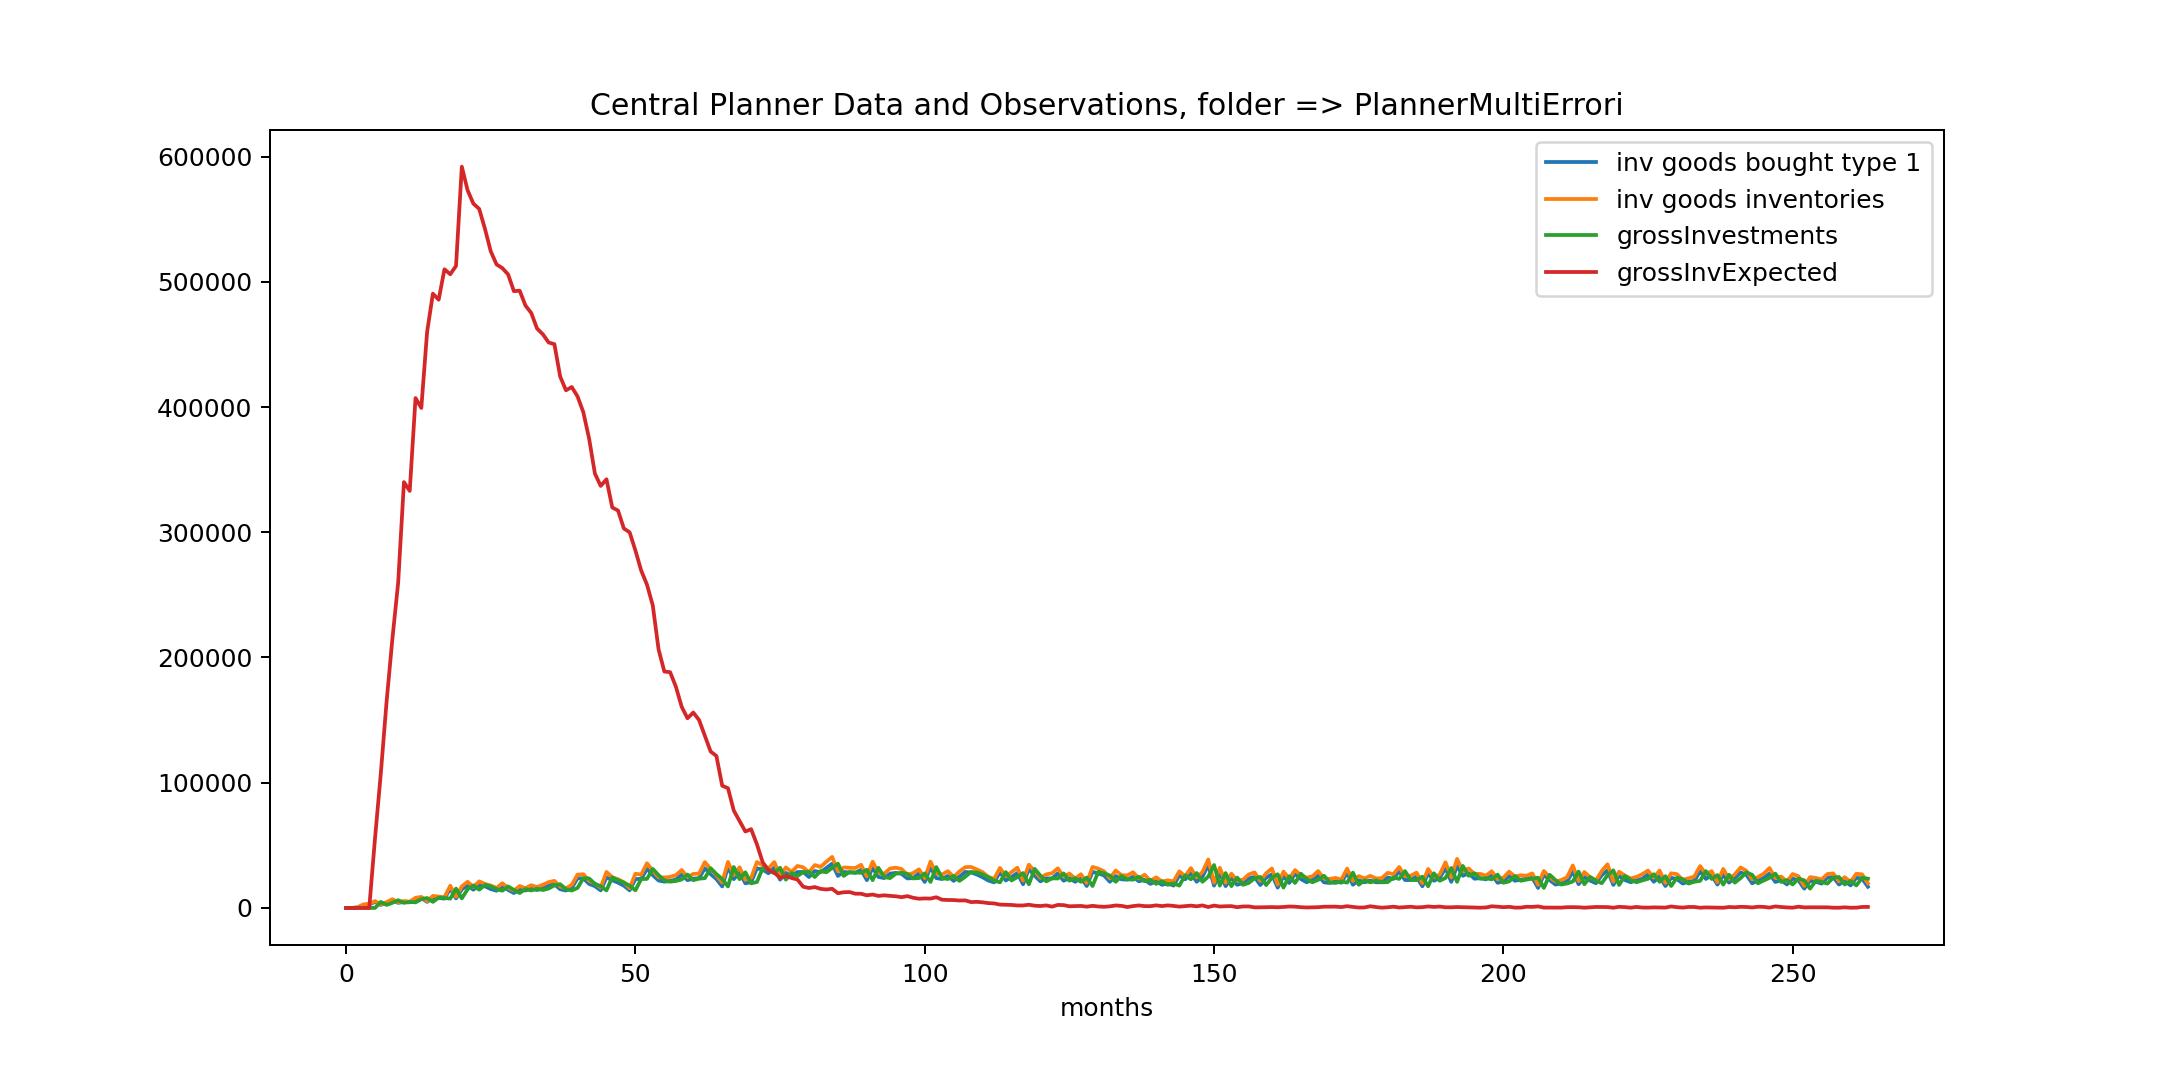 Central Planner Data and Observations, folder => PlannerMultiErrori
inv goods bought type 1
inv goods inventories
grossInvestments
grossInvExpected
600000
500000
400000
300000
200000
100000
0
0 50 100 150 200 250
months